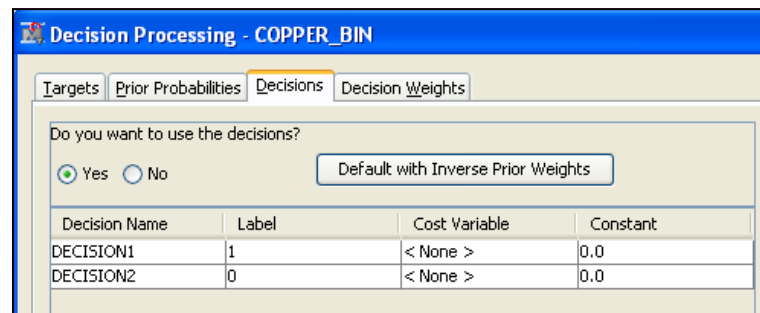 Decision Processing - COPPER_BIN
Targets Prior Probabilities Decisions Decision Weights
Do you want to use the decisions?
Yes No Default with Inverse Prior Weights
Decision Name Label Cost Variable Constant
DECISION1 1 < None > 0.0
DECISION2 0 < None > 0.0